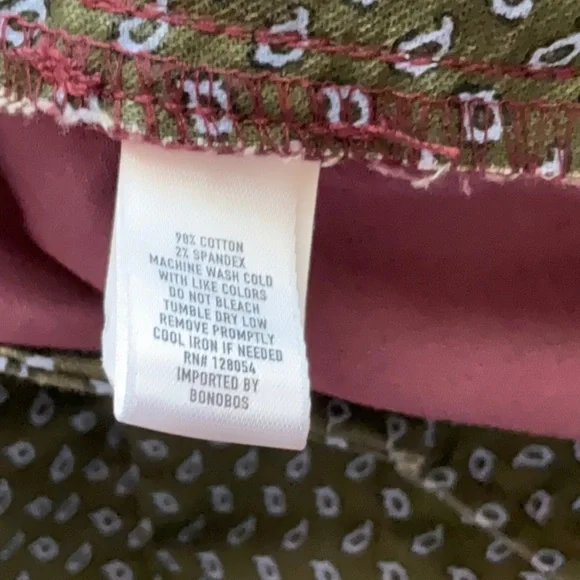 98% COTTON
2% SPANDEX
MACHINE WASH COLD
WITH LIKE COLORS
DO NOT BLEACH
TUMBLE DRY LOW
REMOVE PROMPTLY
COOL IRON IF NEEDED
RN# 128054
IMPORTED BY
BONOBOS